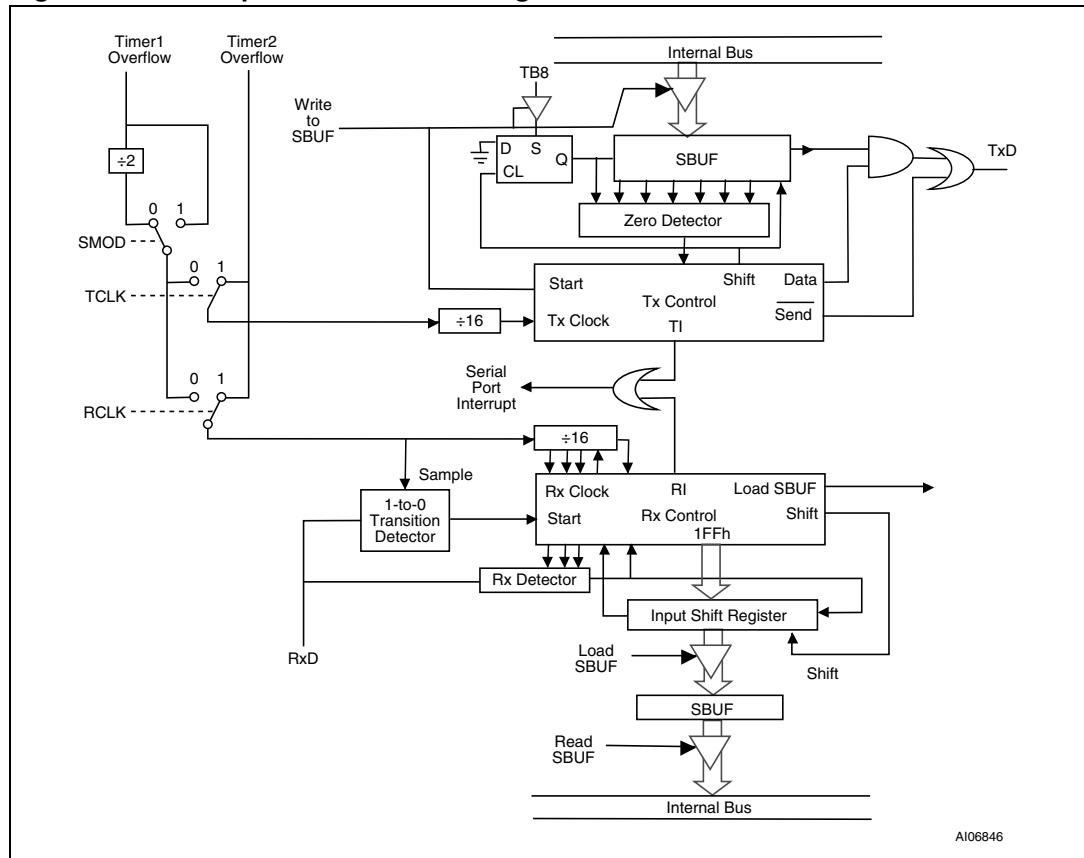 Timer1
Overflow
Timer2
Overflow
Internal Bus
TB8
Write
to
SBUF
D
S
Q
CL
SBUF
TxD
÷2
Zero Detector
0
1
SMOD
0
1
TCLK
Start
Shift
Data
Tx Control
Send
Tx Clock
TI
÷16
Serial
Port
Interrupt
0
1
RCLK
÷16
Sample
Rx Clock
RI
Load SBUF
1-to-0
Transition
Detector
Start
Rx Control
Shift
1FFh
Rx Detector
Input Shift Register
RxD
Load
SBUF
Shift
SBUF
Read
SBUF
Internal Bus
AI06846